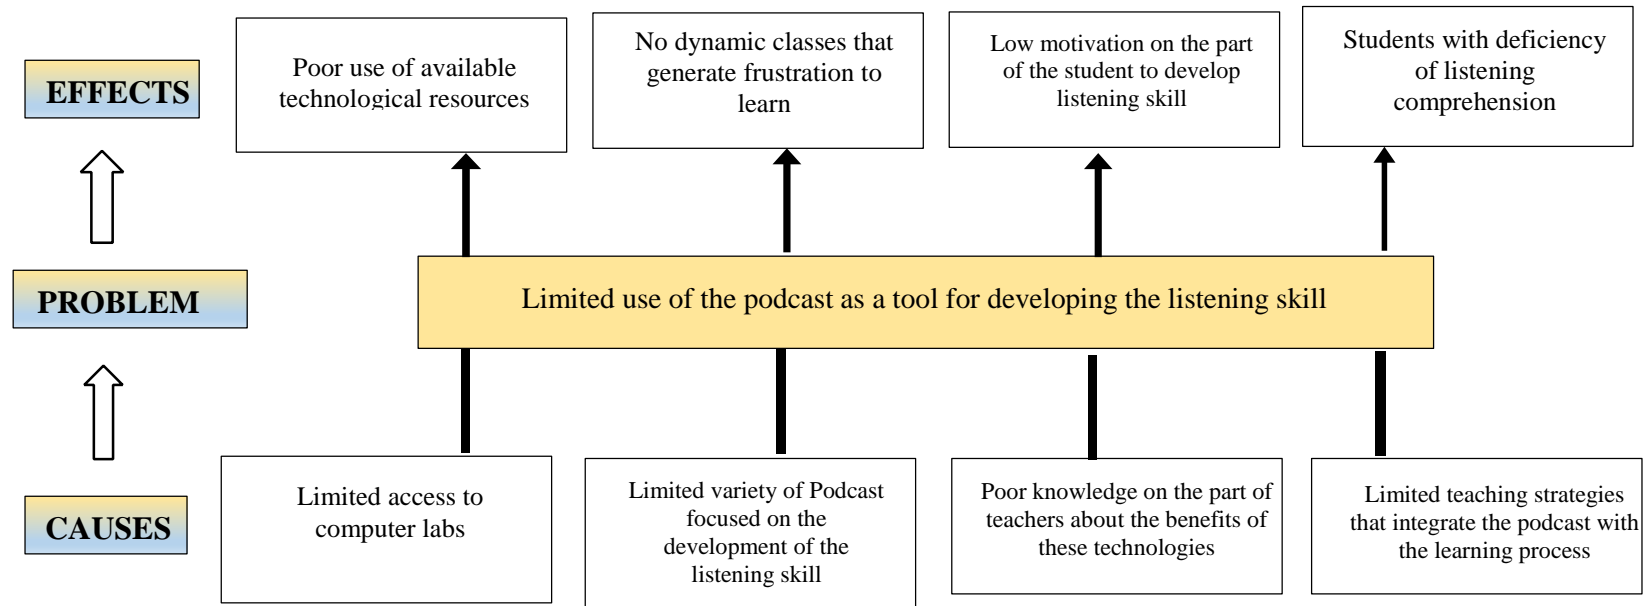 EFFECTS
Poor use of available
technological resources
No dynamic classes that
generate frustration to
learn
Low motivation on the part
of the student to develop
listening skill
Students with deficiency
of listening
comprehension
PROBLEM
Limited use of the podcast as a tool for developing the listening skill
CAUSES
Limited access to
computer labs
Limited variety of Podcast
focused on the
development of the
listening skill
Poor knowledge on the part of
teachers about the benefits of
these technologies
Limited teaching strategies
that integrate the podcast with
the learning process